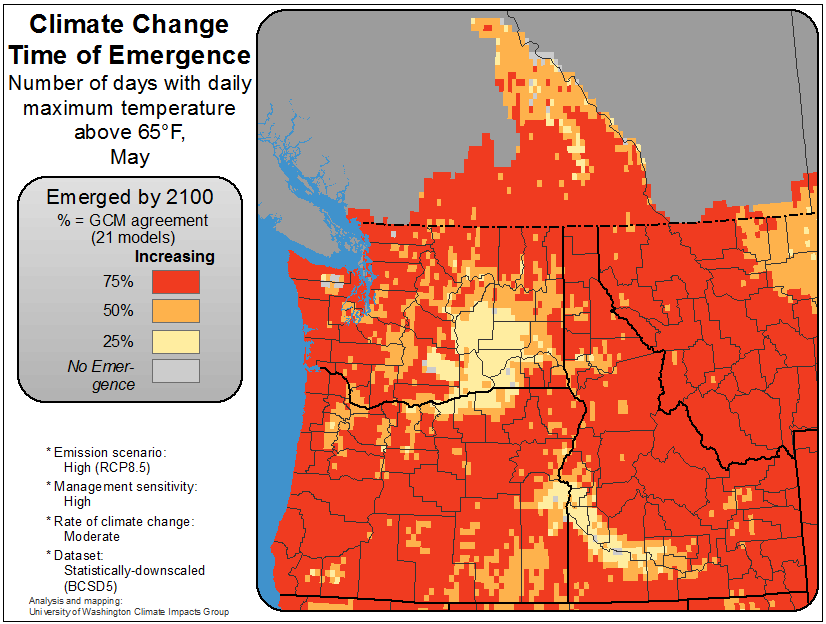 Climate Change
Time of Emergence
Number of days with daily
maximum temperature
above 65°F,
May
Emerged by 2100
% = GCM agreement
(21 models)
Increasing
75%
50%
25%
No Emer-
gence
* Emission scenario:
High (RCP8.5)
* Management sensitivity:
High
* Rate of climate change:
Moderate
* Dataset:
Statistically-downscaled
(BCSD5)
Analysis and mapping:
University of Washington Climate Impacts Group